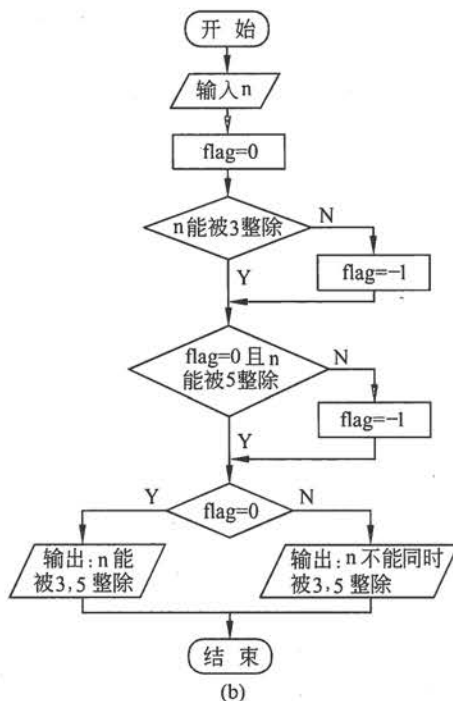 开 始
输入n
flag=0
n能被3整除
N
Y
flag=-1
flag=0且n
能被5整除
N
Y
flag=-1
Y
flag=0
N
输出:n能
被3,5整除
输出:n不能同时
被3,5整除
结 束
(b)